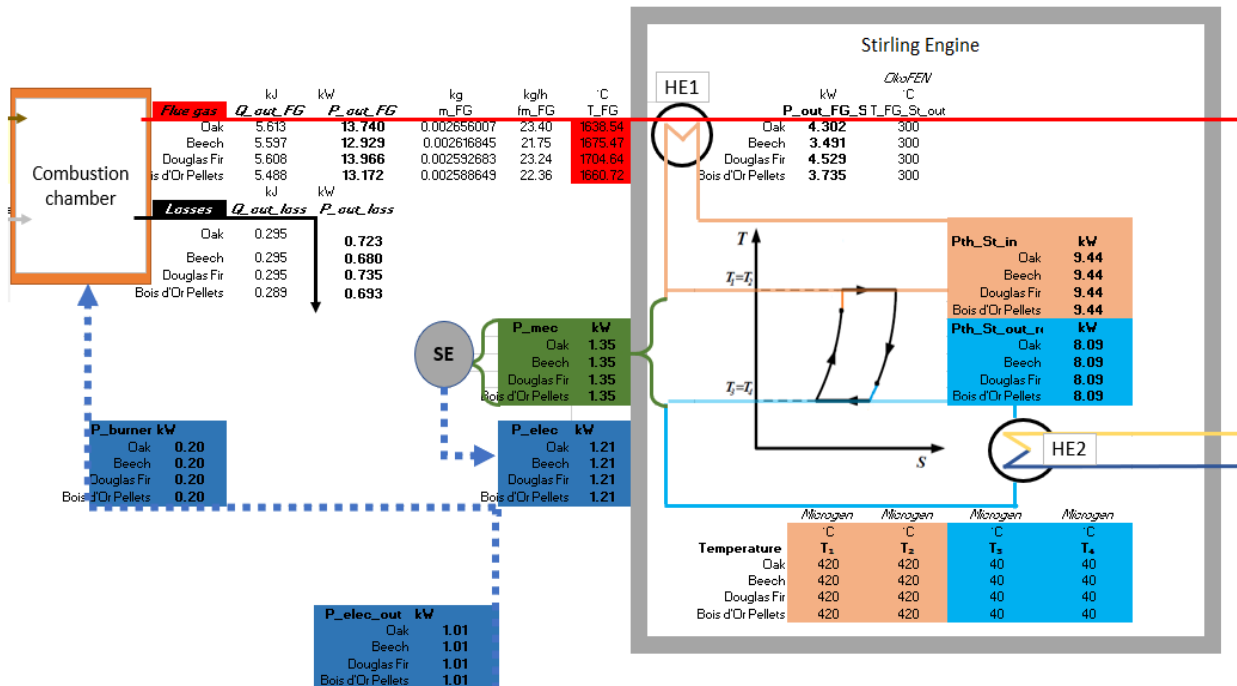 Stirling Engine
HE1
ÖkoFEN
kJ kW kg kg/h °C kW °C
Flue gas Q_out_FG P_out_FG m_FG fm_FG T_FG P_out_FG_S T_FG_St_out
Oak 5.613 13.740 0.002656007 23.40 1638.54 Oak 4.302 300
Beech 5.597 12.929 0.002616845 21.75 1675.47 Beech 3.491 300
Douglas Fir 5.608 13.966 0.002592683 23.24 1704.64 Douglas Fir 4.529 300
Bois d'Or Pellets 5.488 13.172 0.002588649 22.36 1660.72 Bois d'Or Pellets 3.735 300
Combustion
chamber
kJ kW
Losses Q_out_loss P_out_loss
Oak 0.295 0.723
Beech 0.295 0.680
Douglas Fir 0.295 0.735
Bois d'Or Pellets 0.289 0.693
T
T₁=T₂
T₃=T₄
S
Pth_St_in kW
Oak 9.44
Beech 9.44
Douglas Fir 9.44
Bois d'Or Pellets 9.44
Pth_St_out_re kW
Oak 8.09
Beech 8.09
Douglas Fir 8.09
Bois d'Or Pellets 8.09
SE
P_mec kW
Oak 1.35
Beech 1.35
Douglas Fir 1.35
Bois d'Or Pellets 1.35
HE2
P_burner kW
Oak 0.20
Beech 0.20
Douglas Fir 0.20
Bois d'Or Pellets 0.20
P_elec kW
Oak 1.21
Beech 1.21
Douglas Fir 1.21
Bois d'Or Pellets 1.21
Microgen Microgen Microgen Microgen
°C °C °C °C
Temperature T₁ T₂ T₃ T₄
Oak 420 420 40 40
Beech 420 420 40 40
Douglas Fir 420 420 40 40
Bois d'Or Pellets 420 420 40 40
P_elec_out kW
Oak 1.01
Beech 1.01
Douglas Fir 1.01
Bois d'Or Pellets 1.01